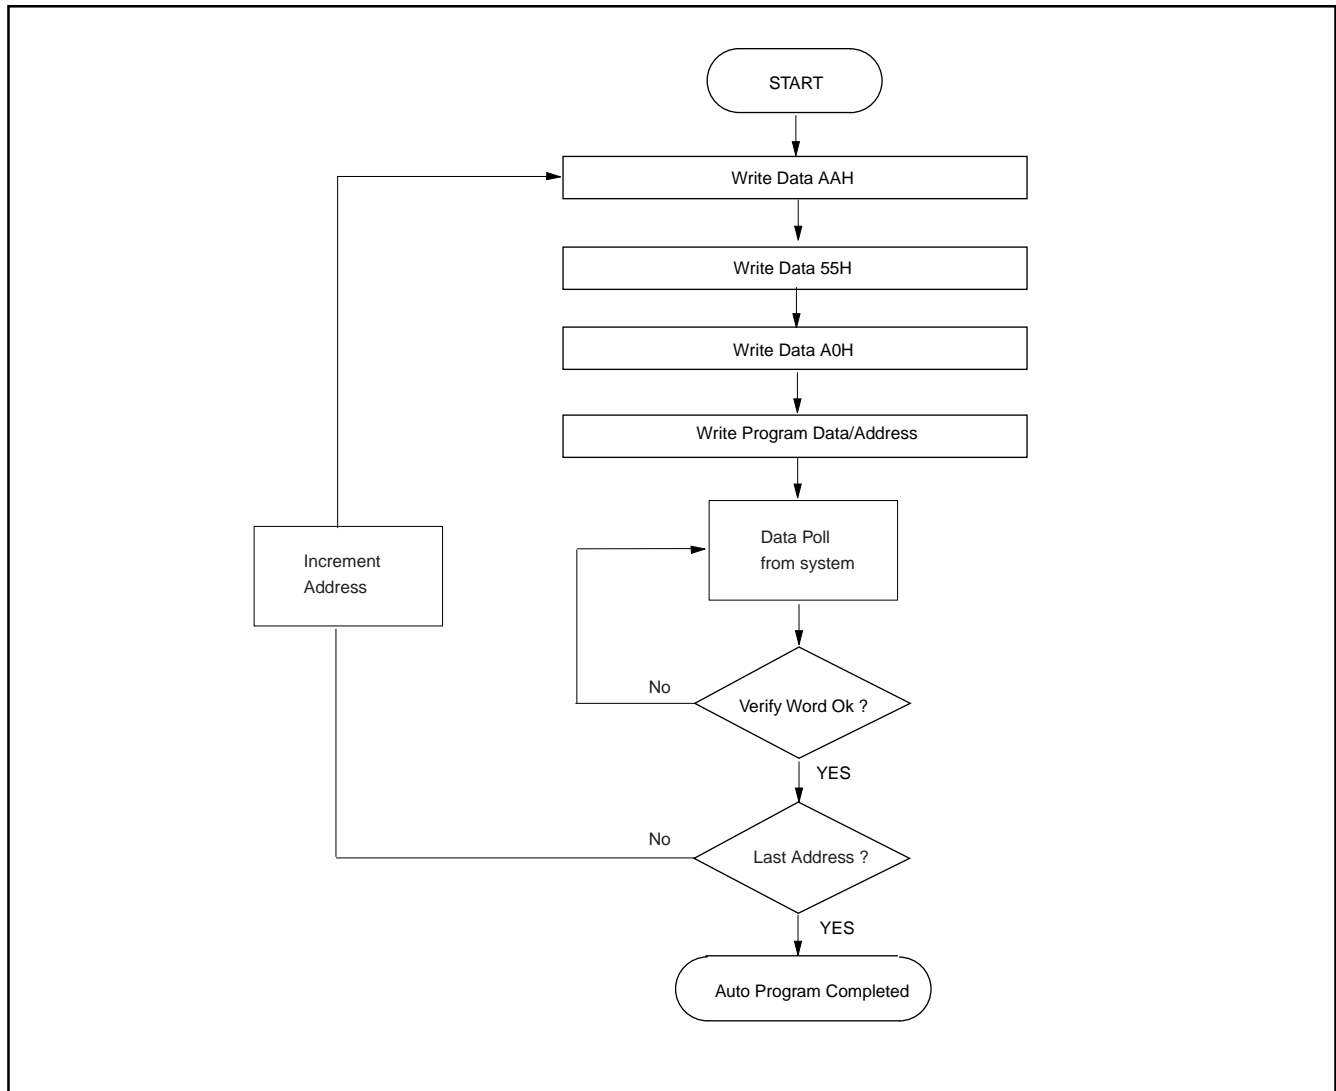 START
Write Data AAH
Write Data 55H
Write Data A0H
Write Program Data/Address
Data Poll
from system
Increment
Address
No
Verify Word Ok ?
YES
No
Last Address ?
YES
Auto Program Completed